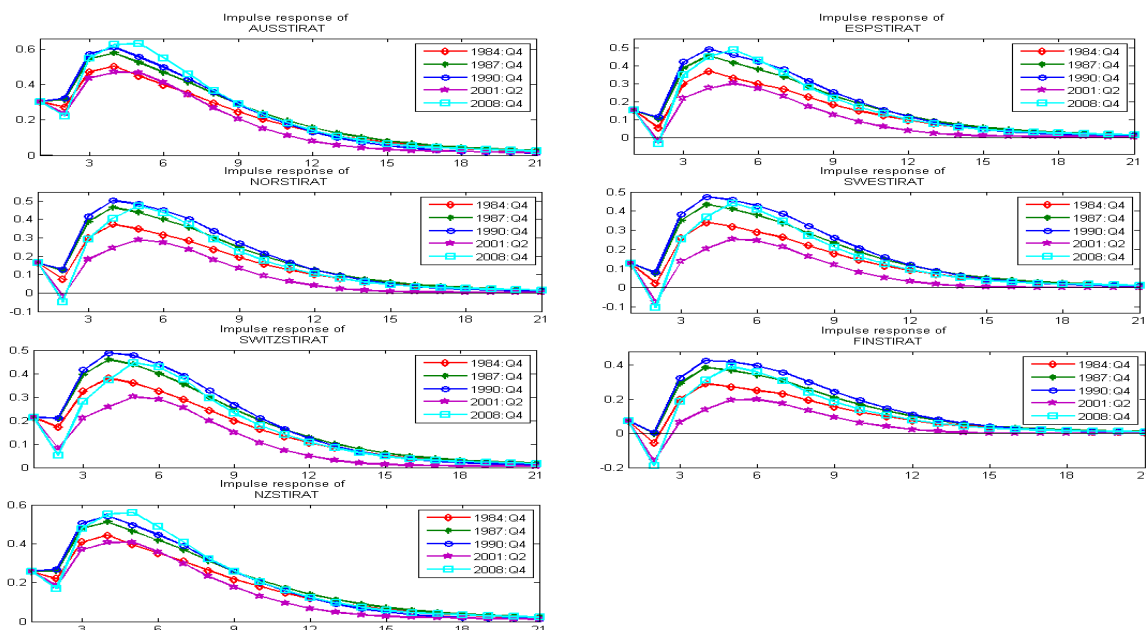 Impulse response of
AUSSTIRAT
0.6
0.4
0.2
0
3 6 9 12 15 18 21
1984:Q4
1987:Q4
1990:Q4
2001:Q2
2008:Q4
Impulse response of
ESPSTIRAT
0.5
0.4
0.3
0.2
0.1
0
3 6 9 12 15 18 21
1984:Q4
1987:Q4
1990:Q4
2001:Q2
2008:Q4
Impulse response of
NORSTIRAT
0.5
0.4
0.3
0.2
0.1
0
-0.1
3 6 9 12 15 18 21
1984:Q4
1987:Q4
1990:Q4
2001:Q2
2008:Q4
Impulse response of
SWESTIRAT
0.5
0.4
0.3
0.2
0.1
0
-0.1
3 6 9 12 15 18 21
1984:Q4
1987:Q4
1990:Q4
2001:Q2
2008:Q4
Impulse response of
SWITZSTIRAT
0.5
0.4
0.3
0.2
0.1
0
3 6 9 12 15 18 21
1984:Q4
1987:Q4
1990:Q4
2001:Q2
2008:Q4
Impulse response of
FINSTIRAT
0.4
0.2
0
-0.2
3 6 9 12 15 18 21
1984:Q4
1987:Q4
1990:Q4
2001:Q2
2008:Q4
Impulse response of
NZSTIRAT
0.6
0.4
0.2
0
3 6 9 12 15 18 21
1984:Q4
1987:Q4
1990:Q4
2001:Q2
2008:Q4